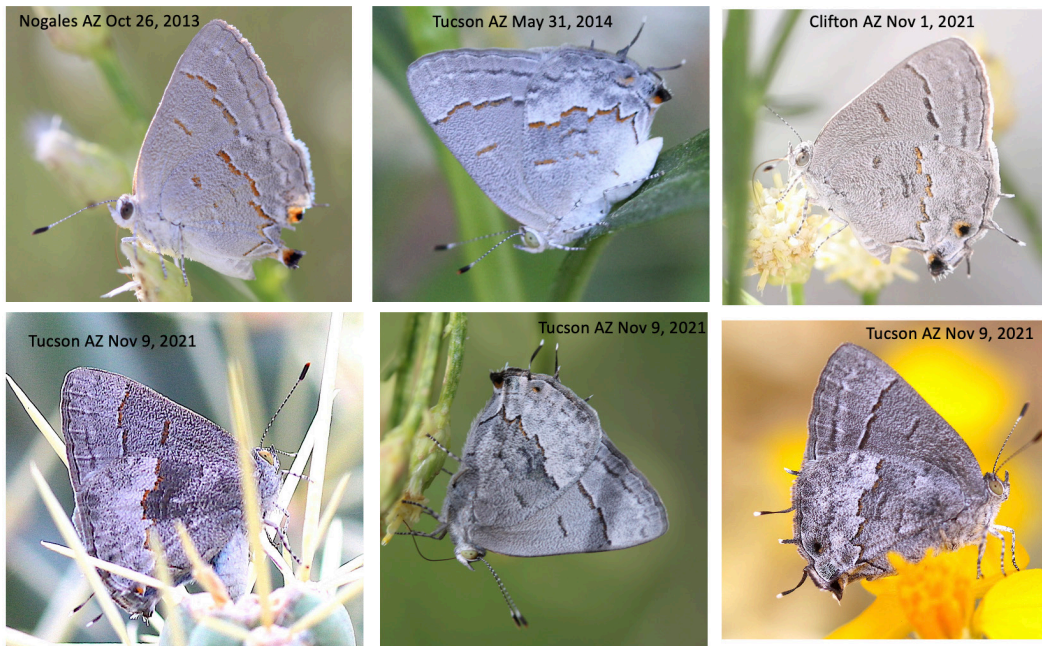 Nogales AZ Oct 26, 2013
Tucson AZ May 31, 2014
Clifton AZ Nov 1, 2021
Tucson AZ Nov 9, 2021
Tucson AZ Nov 9, 2021
Tucson AZ Nov 9, 2021